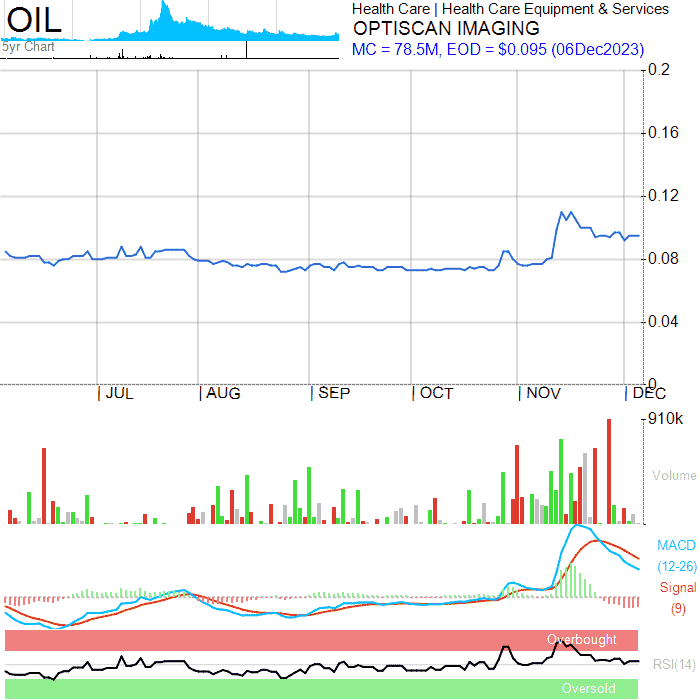 OIL
5yr Chart
Health Care | Health Care Equipment & Services
OPTISCAN IMAGING
MC = 78.5M, EOD = $0.095 (06Dec2023)
0.2
0.16
0.12
0.08
0.04
0
| JUL | AUG | SEP | OCT | NOV | DEC
910k
Volume
MACD
(12-26)
Signal
(9)
Overbought
RSI(14)
Oversold